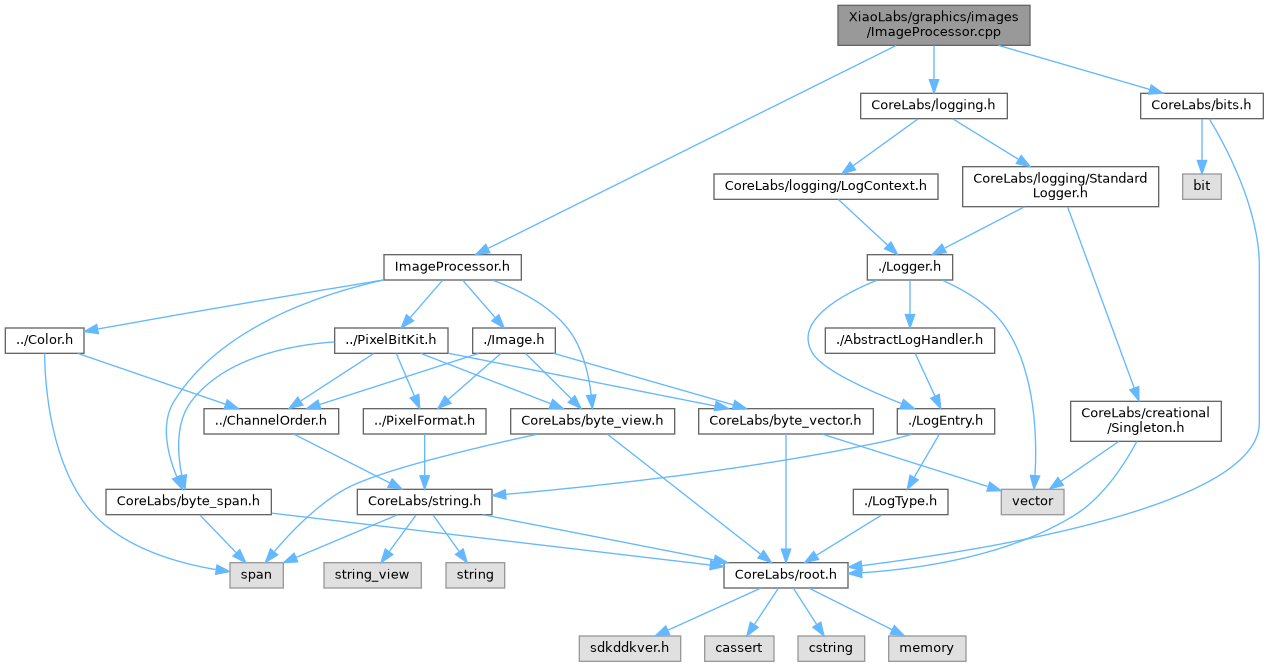 XiaoLabs/graphics/images
/ImageProcessor.cpp
CoreLabs/logging.h
CoreLabs/bits.h
CoreLabs/logging/LogContext.h
CoreLabs/logging/Standard
Logger.h
bit
ImageProcessor.h
./Logger.h
../Color.h
../PixelBitKit.h
./Image.h
./AbstractLogHandler.h
../ChannelOrder.h
../PixelFormat.h
CoreLabs/byte_view.h
CoreLabs/byte_vector.h
./LogEntry.h
CoreLabs/creational
/Singleton.h
CoreLabs/byte_span.h
CoreLabs/string.h
./LogType.h
vector
span
string_view
string
CoreLabs/root.h
sdkddkver.h
cassert
cstring
memory